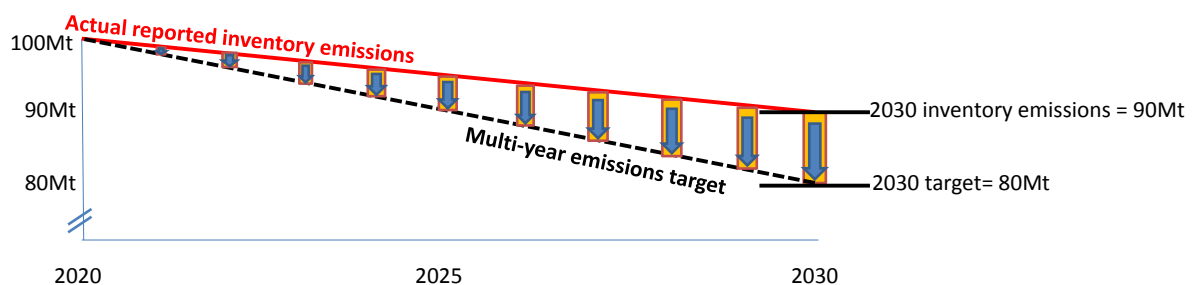 Actual reported inventory emissions
100Mt
90Mt
80Mt
Multi-year emissions target
2030 inventory emissions = 90Mt
2030 target= 80Mt
2020
2025
2030